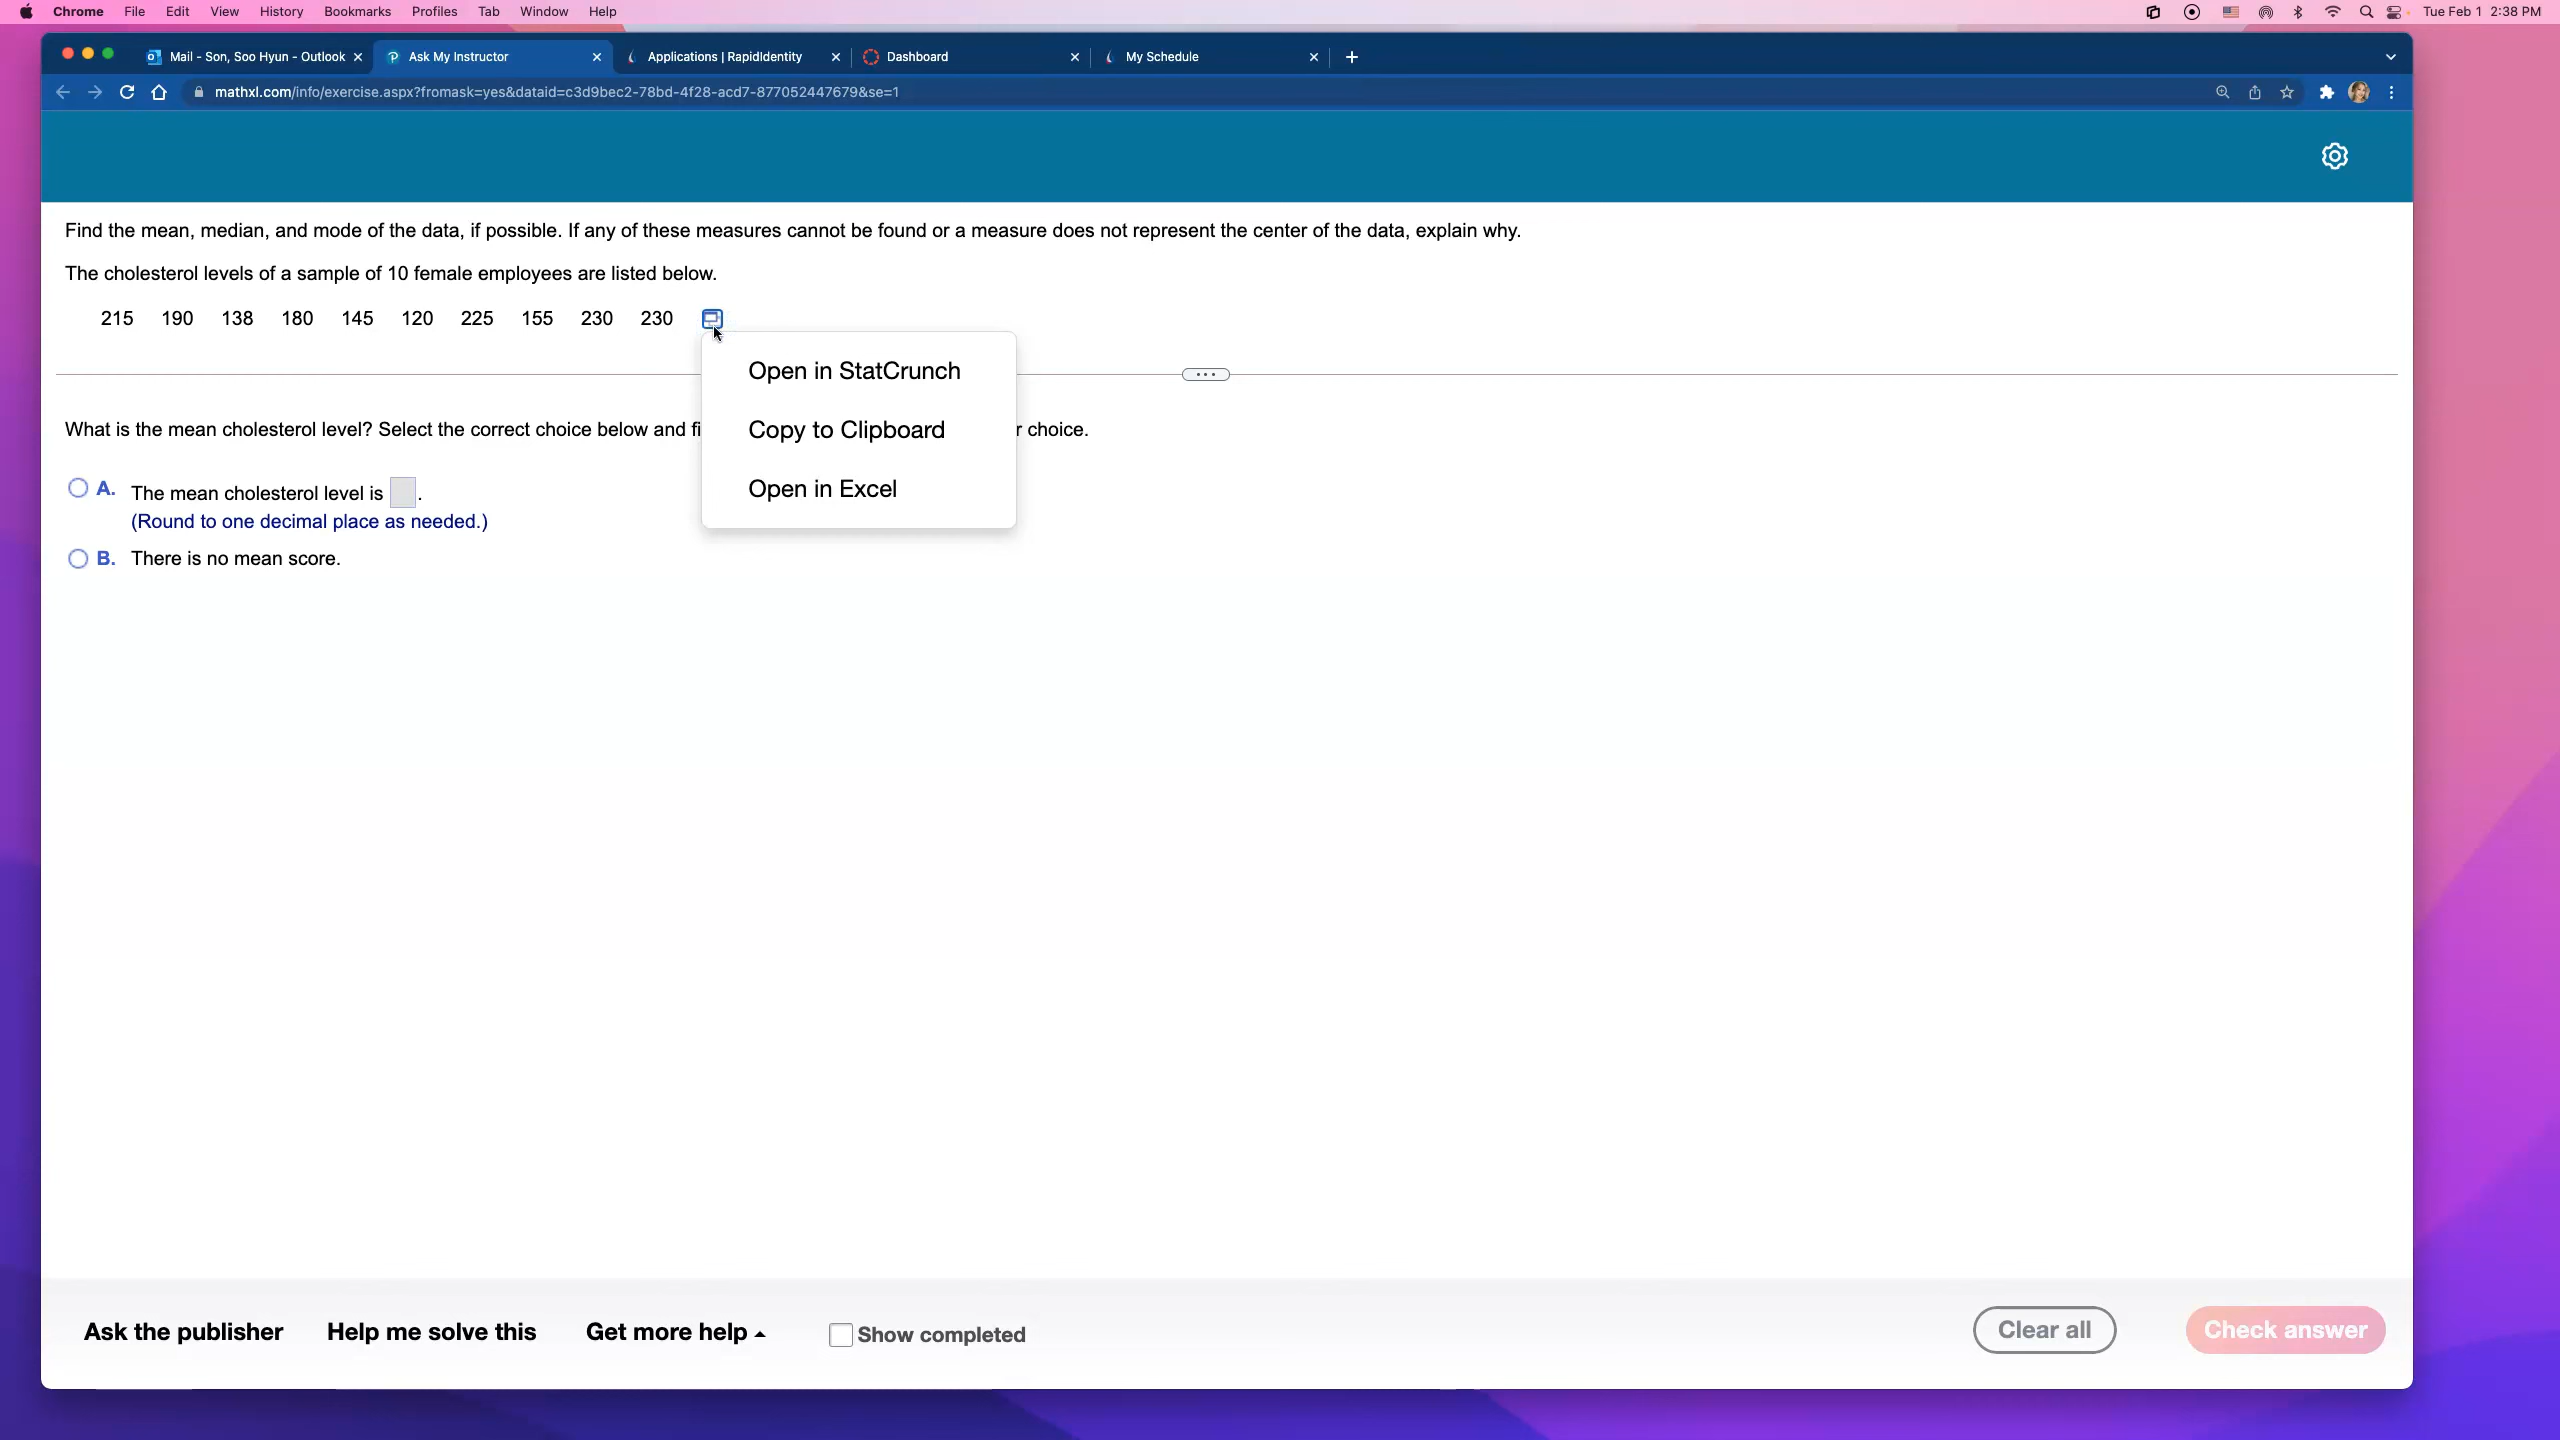 Chrome File Edit View History Bookmarks Profiles Tab Window Help Tue Feb 1 2:38 PM
Mail - Son, Soo Hyun - Outlook Ask My Instructor Applications | RapidIdentity Dashboard My Schedule
mathxl.com/info/exercise.aspx?fromask=yes&dataid=c3d9bec2-78bd-4f28-acd7-877052447679&se=1
Find the mean, median, and mode of the data, if possible. If any of these measures cannot be found or a measure does not represent the center of the data, explain why.
The cholesterol levels of a sample of 10 female employees are listed below.
215 190 138 180 145 120 225 155 230 230
Open in StatCrunch
Copy to Clipboard
Open in Excel
What is the mean cholesterol level? Select the correct choice below and fi r choice.
A. The mean cholesterol level is .
(Round to one decimal place as needed.)
B. There is no mean score.
Ask the publisher Help me solve this Get more help Show completed Clear all Check answer